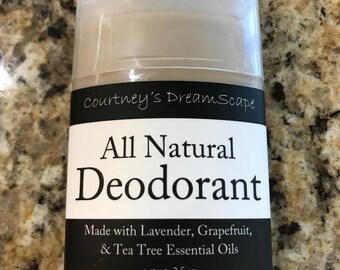 Courtney's DreamScape
All Natural
Deodorant
Made with Lavender, Grapefruit,
& Tea Tree Essential Oils